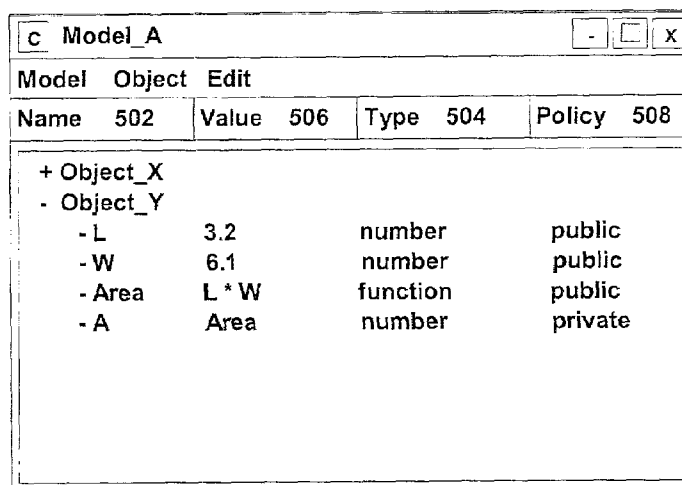 C Model_A - X
Model Object Edit
Name 502 Value 506 Type 504 Policy 508
+ Object_X
- Object_Y
- L 3.2 number public
- W 6.1 number public
- Area L * W function public
- A Area number private